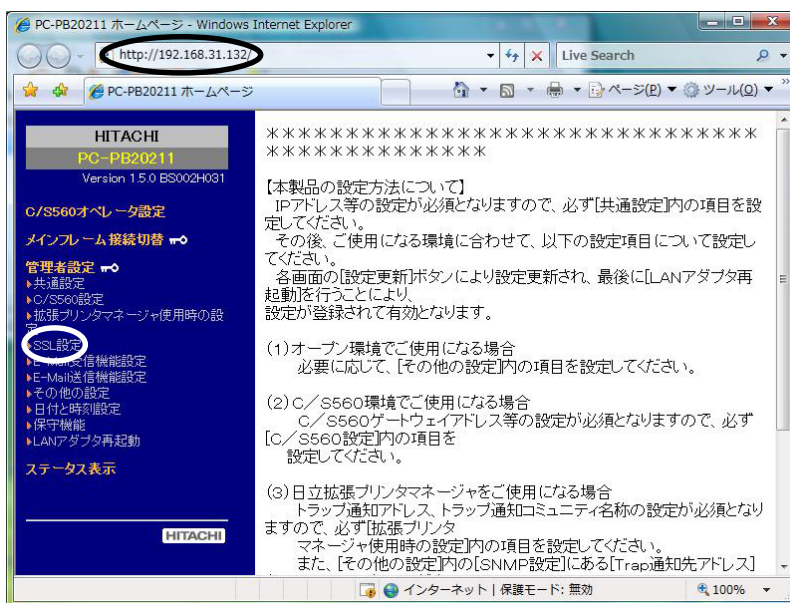 PC-PB20211 ホームページ - Windows Internet Explorer
http://192.168.31.132/
Live Search
PC-PB20211 ホームページ
ページ(P)
ツール(O)
HITACHI
PC-PB20211
Version 1.5.0 BS002H031
C/S560オペレータ設定
メインフレーム接続切替
管理者設定
共通設定
C/S560設定
拡張プリンタマネージャ使用時の設
定
SSL設定
E-Mail受信機能設定
E-Mail送信機能設定
その他の設定
日付と時刻設定
保守機能
LANアダプタ再起動
ステータス表示
HITACHI
*******************************
**************
【本製品の設定方法について】
IPアドレス等の設定が必須となりますので、必ず[共通設定]内の項目を設
定してください。
その後、ご使用になる環境に合わせて、以下の設定項目について設定し
てください。
各画面の[設定更新]ボタンにより設定更新され、最後に[LANアダプタ再
起動]を行うことにより、
設定が登録されて有効となります。
(1)オープン環境でご使用になる場合
必要に応じて、[その他の設定]内の項目を設定してください。
(2)C／S560環境でご使用になる場合
C／S560ゲートウェイアドレス等の設定が必須となりますので、必ず
[C／S560設定]内の項目を
設定してください。
(3)日立拡張プリンタマネージャをご使用になる場合
トラップ通知アドレス、トラップ通知コミュニティ名称の設定が必須となり
ますので、必ず[拡張プリンタ
マネージャ使用時の設定]内の項目を設定してください。
また、[その他の設定]内の[SNMP設定]にある[Trap通知先アドレス]
インターネット | 保護モード: 無効
100%